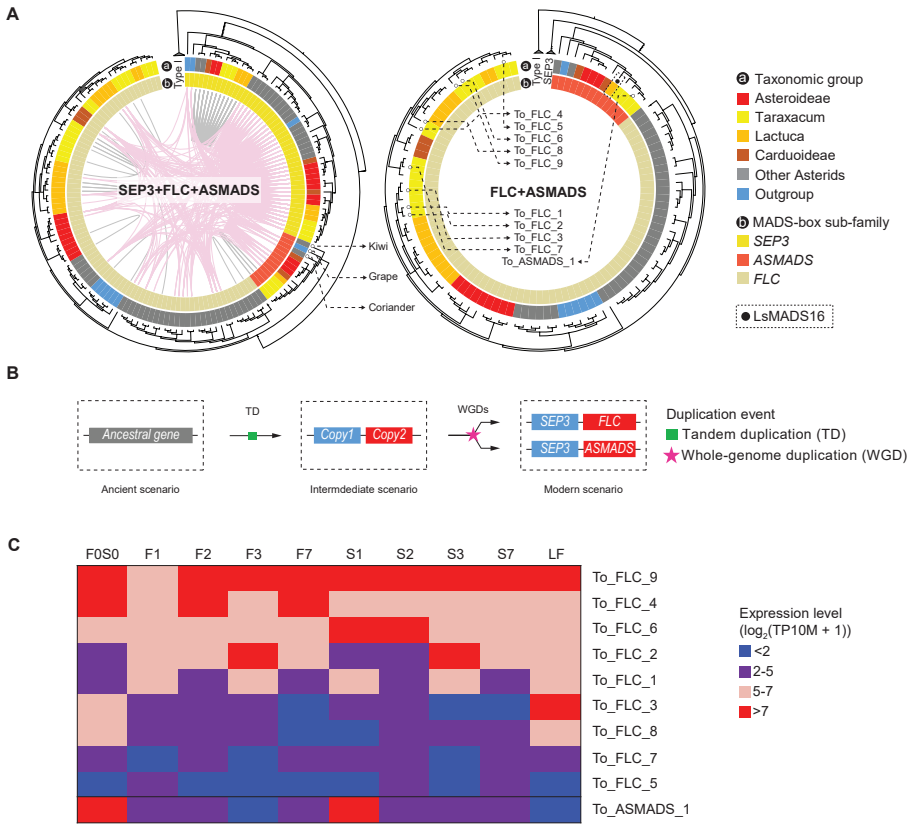 A
Type I
a
b
SEP3+FLC+ASMADS
Kiwi
Grape
Coriander
Type I
SEP3
a
b
To_FLC_4
To_FLC_5
To_FLC_6
To_FLC_8
To_FLC_9
FLC+ASMADS
To_FLC_1
To_FLC_2
To_FLC_3
To_FLC_7
To_ASMADS_1
a Taxonomic group
Asteroideae
Taraxacum
Lactuca
Carduoideae
Other Asterids
Outgroup
b MADS-box sub-family
SEP3
ASMADS
FLC
LsMADS16
B
Ancestral gene
Ancient scenario
TD
Copy1 Copy2
Intermdediate scenario
WGDs
SEP3 FLC
SEP3 ASMADS
Modern scenario
Duplication event
Tandem duplication (TD)
Whole-genome duplication (WGD)
C
F0S0 F1 F2 F3 F7 S1 S2 S3 S7 LF
To_FLC_9
To_FLC_4
To_FLC_6
To_FLC_2
To_FLC_1
To_FLC_3
To_FLC_8
To_FLC_7
To_FLC_5
To_ASMADS_1
Expression level
(log₂(TP10M + 1))
<2
2-5
5-7
>7